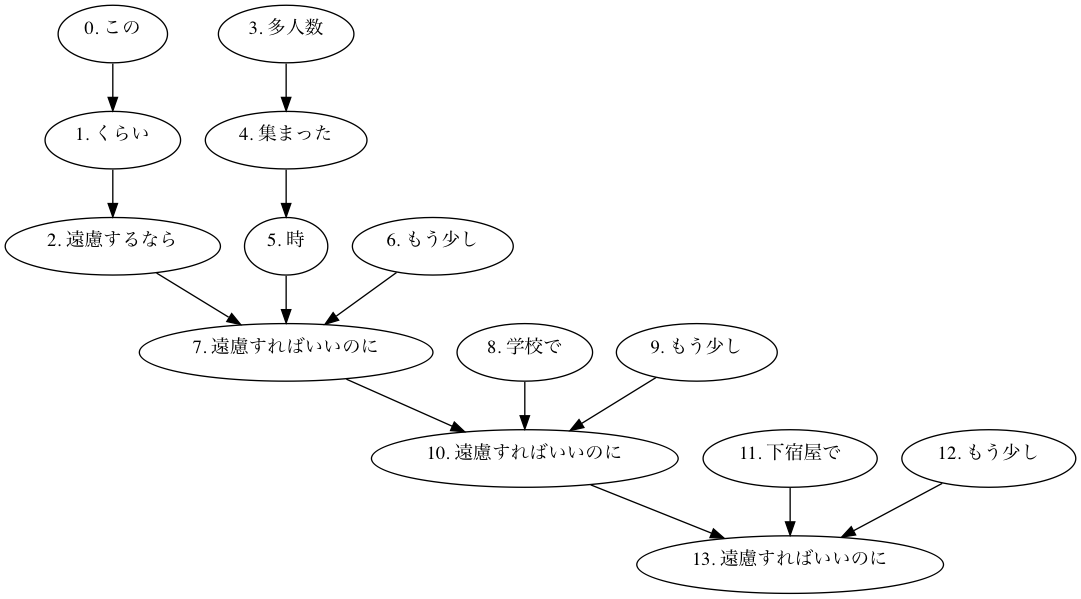 0. この
3. 多人数
1. くらい
4. 集まった
2. 遠慮するなら
5. 時
6. もう少し
7. 遠慮すればいいのに
8. 学校で
9. もう少し
10. 遠慮すればいいのに
11. 下宿屋で
12. もう少し
13. 遠慮すればいいのに